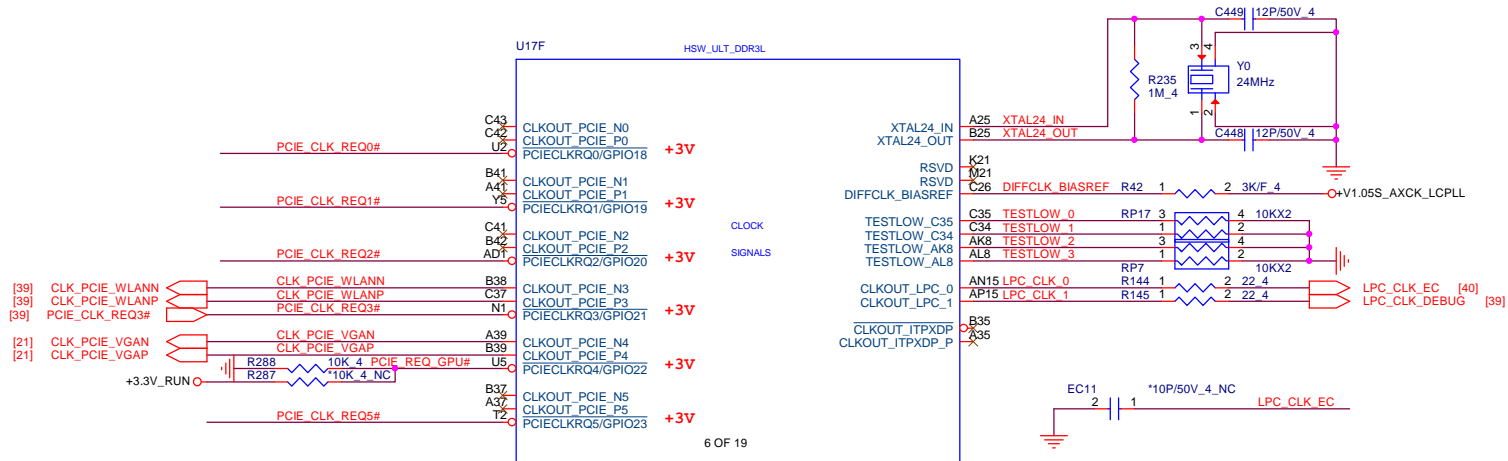 C449 12P/50V_4
U17F HSW_ULT_DDR3L
3 4
R235 1M_4
Y0 24MHz
1 2
C43 CLKOUT_PCIE_N0
C42 CLKOUT_PCIE_P0
PCIE_CLK_REQ0# U2 PCIECLKRQ0/GPIO18 +3V
A25 XTAL24_IN XTAL24_IN
B25 XTAL24_OUT XTAL24_OUT
C448 12P/50V_4
B41 CLKOUT_PCIE_N1
A41 CLKOUT_PCIE_P1
PCIE_CLK_REQ1# Y5 PCIECLKRQ1/GPIO19 +3V
RSVD K21
RSVD M21
DIFFCLK_BIASREF C26 DIFFCLK_BIASREF R42 1 2 3K/F_4 +V1.05S_AXCK_LCPLL
C41 CLKOUT_PCIE_N2
B42 CLKOUT_PCIE_P2
PCIE_CLK_REQ2# AD1 PCIECLKRQ2/GPIO20 +3V
CLOCK
SIGNALS
TESTLOW_C35 C35 TESTLOW_0 RP17 3 4 10KX2
TESTLOW_C34 C34 TESTLOW_1 1 2
TESTLOW_AK8 AK8 TESTLOW_2 3 4
TESTLOW_AL8 AL8 TESTLOW_3 1 2
RP7 10KX2
[39] CLK_PCIE_WLANN CLK_PCIE_WLANN B38 CLKOUT_PCIE_N3
[39] CLK_PCIE_WLANP CLK_PCIE_WLANP C37 CLKOUT_PCIE_P3
[39] PCIE_CLK_REQ3# PCIE_CLK_REQ3# N1 PCIECLKRQ3/GPIO21 +3V
CLKOUT_LPC_0 AN15 LPC_CLK_0 R144 1 2 22_4 LPC_CLK_EC [40]
CLKOUT_LPC_1 AP15 LPC_CLK_1 R145 1 2 22_4 LPC_CLK_DEBUG [39]
CLKOUT_ITPXDP B35
CLKOUT_ITPXDP_P A35
[21] CLK_PCIE_VGAN CLK_PCIE_VGAN A39 CLKOUT_PCIE_N4
[21] CLK_PCIE_VGAP CLK_PCIE_VGAP B39 CLKOUT_PCIE_P4
R288 10K_4 PCIE_REQ_GPU# U5 PCIECLKRQ4/GPIO22 +3V
+3.3V_RUN R287 *10K_4_NC
B37 CLKOUT_PCIE_N5
A37 CLKOUT_PCIE_P5
PCIE_CLK_REQ5# T2 PCIECLKRQ5/GPIO23 +3V
EC11 *10P/50V_4_NC
2 1 LPC_CLK_EC
6 OF 19